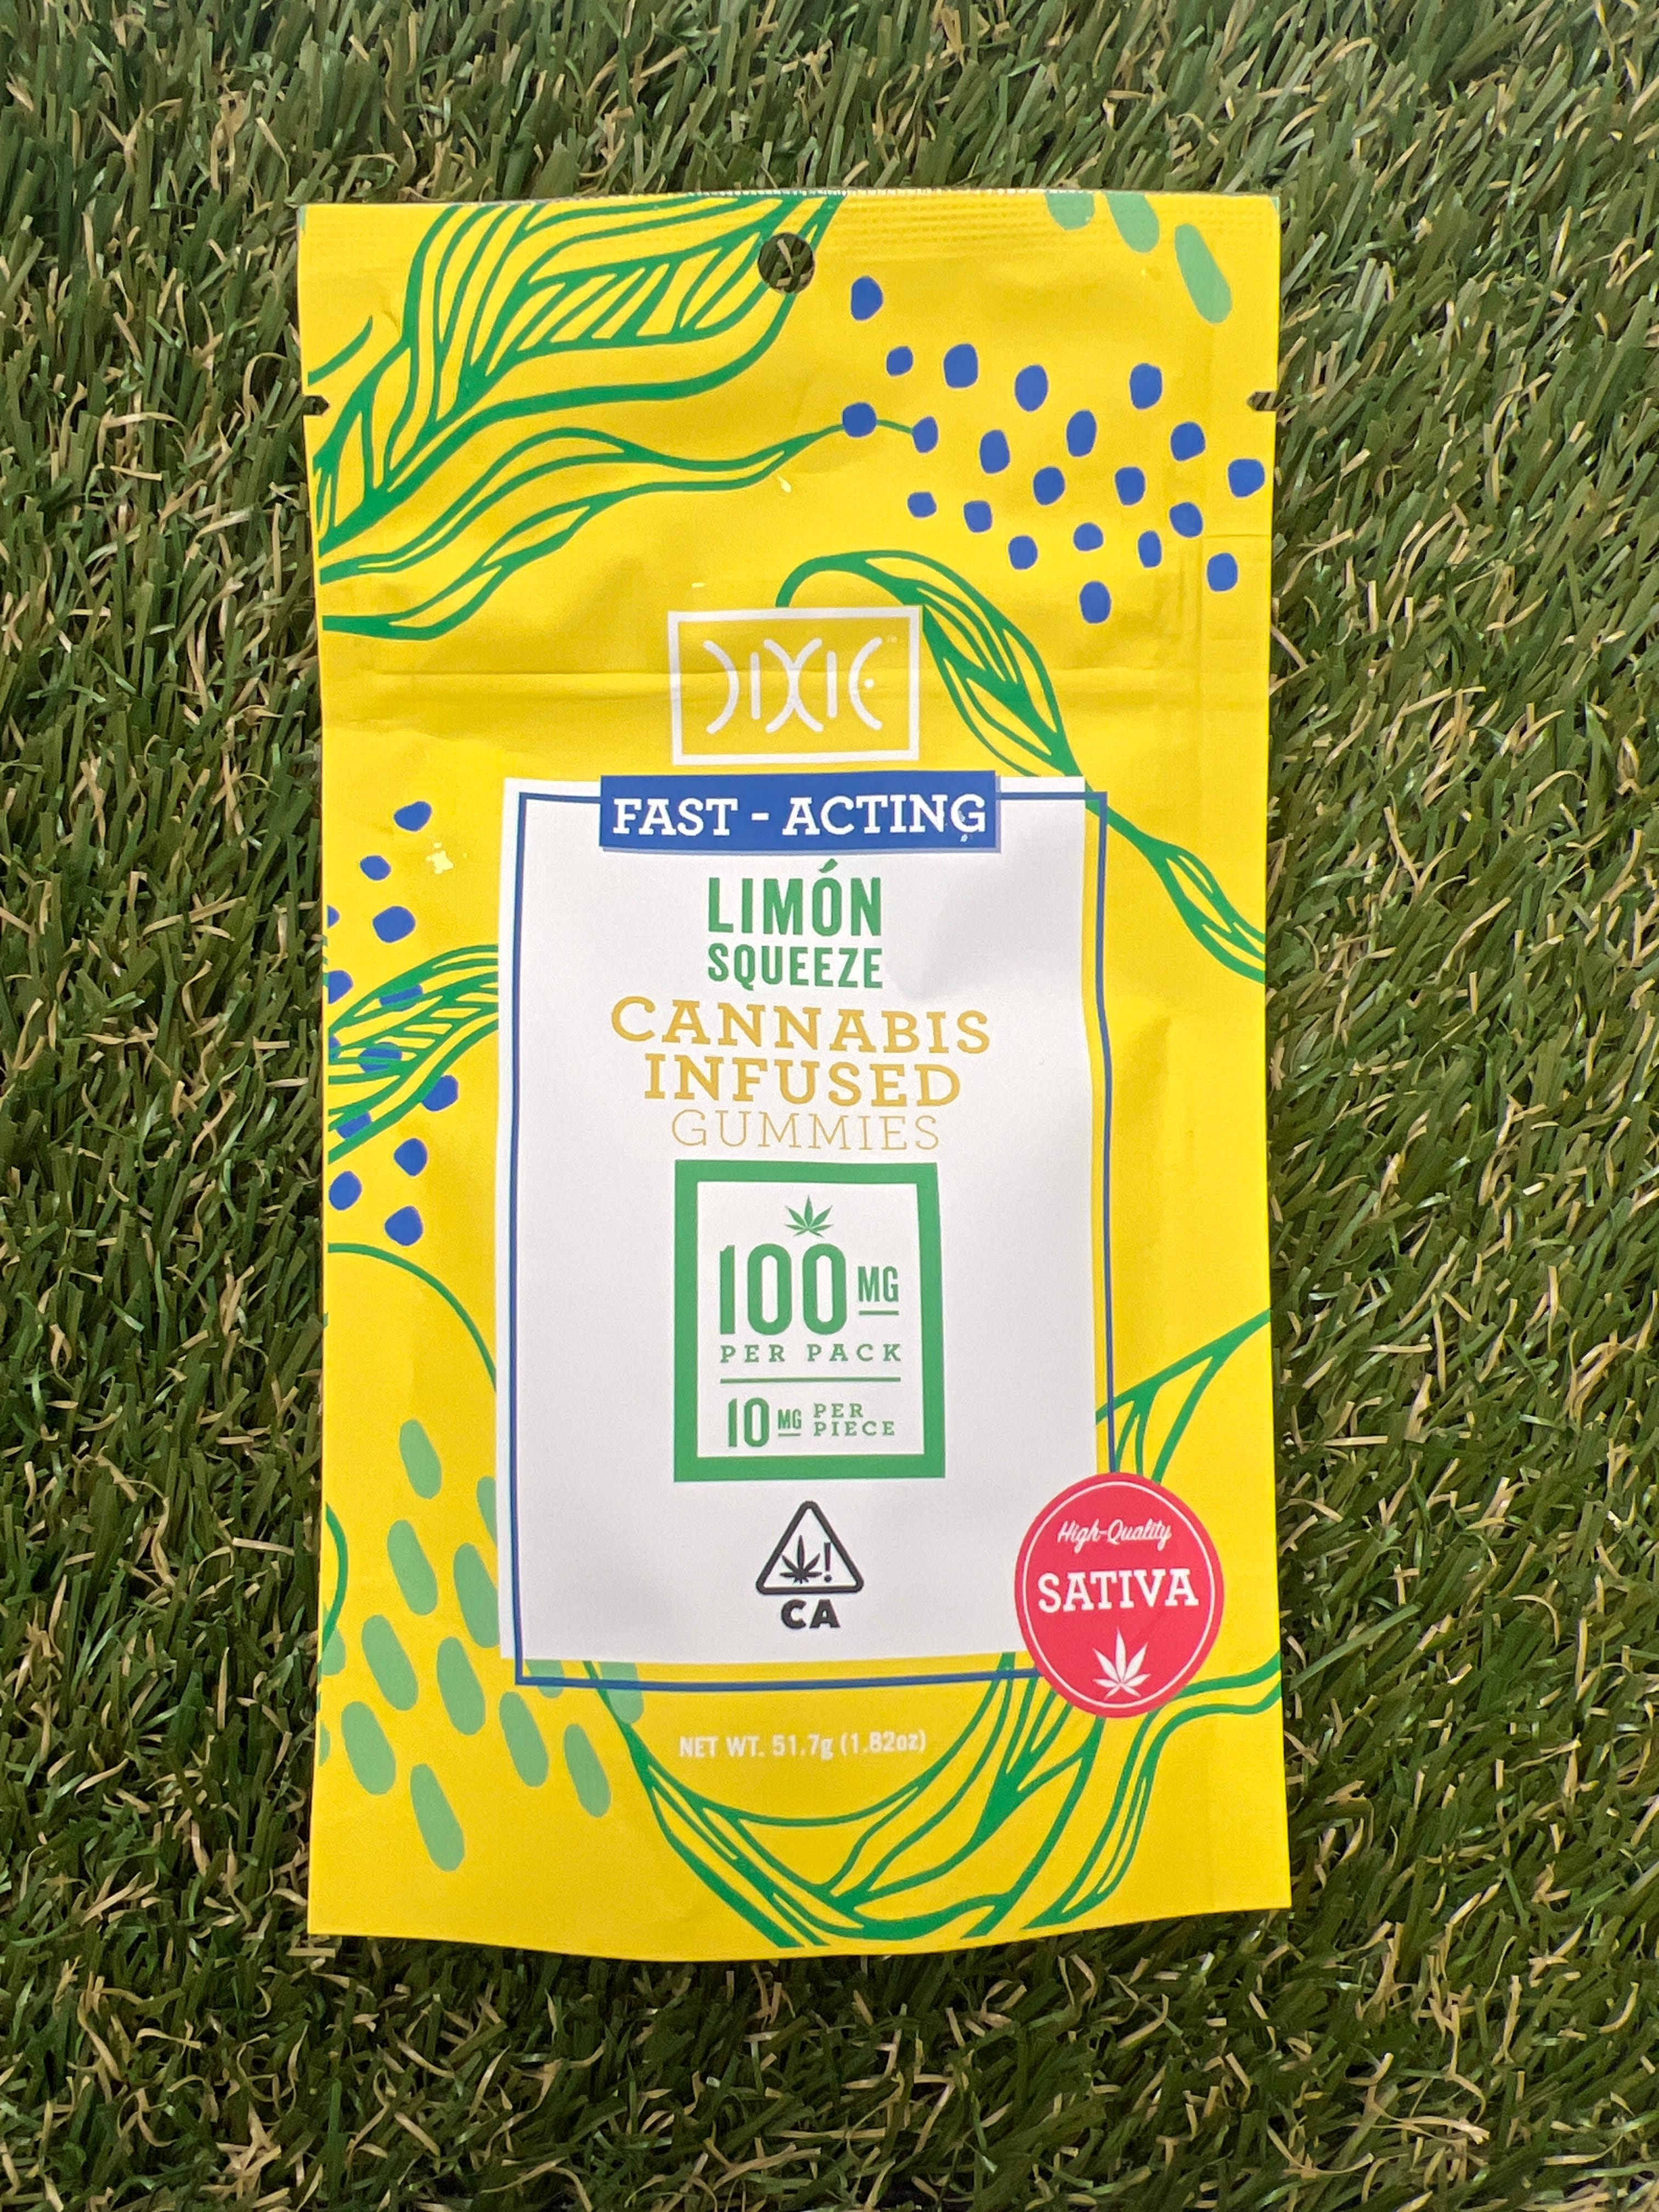 DIXIE™
FAST - ACTING
LIMÓN
SQUEEZE
CANNABIS
INFUSED
GUMMIES
100 MG
PER PACK
10 MG PER
PIECE
!
CA
High-Quality
SATIVA
NET WT. 51.7g (1.82oz)